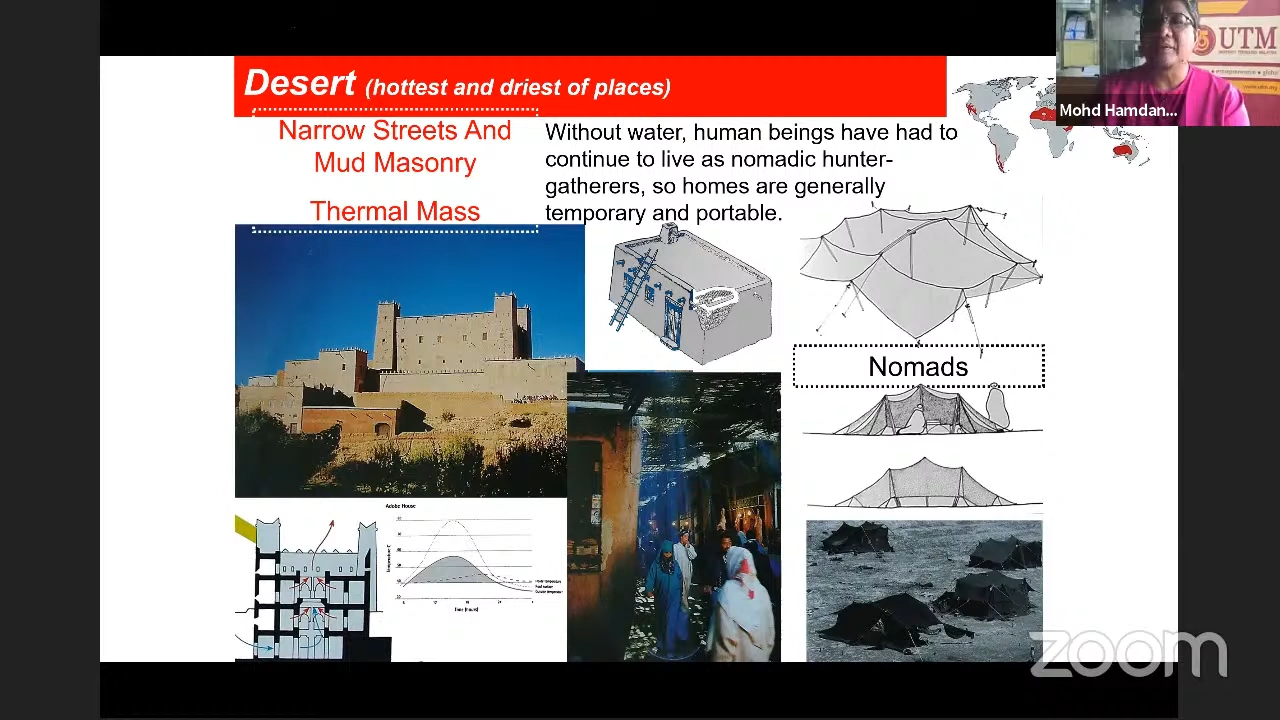 Desert (hottest and driest of places)
Narrow Streets And
Mud Masonry
Thermal Mass
Without water, human beings have had to
continue to live as nomadic hunter-
gatherers, so homes are generally
temporary and portable.
Nomads
Adobe House
Time (hours)
UTM
Mohd Hamdan...
zoom